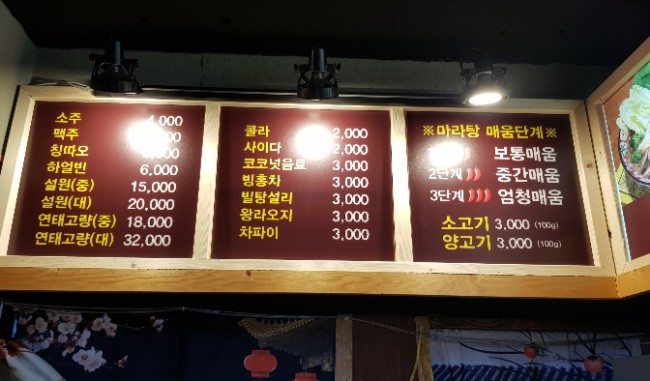 소주 4,000
맥주
칭따오
하얼빈 6,000
설원(중) 15,000
설원(대) 20,000
연태고량(중) 18,000
연태고량(대) 32,000
콜라 2,000
사이다 2,000
코코넛음료 3,000
빙홍차 3,000
빌탕설리 3,000
왕라오지 3,000
차파이 3,000
※마라탕 매움단계※
보통매움
2단계 중간매움
3단계 엄청매움
소고기 3,000 (100g)
양고기 3,000 (100g)